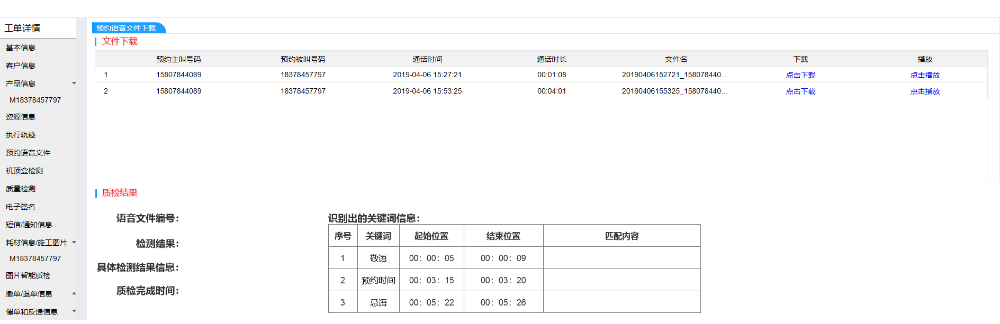 工单详情
基本信息
客户信息
产品信息
M18378457797
资源信息
执行轨迹
预约语音文件
机顶盒检测
质量检测
电子签名
短信/通知信息
耗材信息/施工图片
M18378457797
图片智能质检
撤单/退单信息
催单和反馈信息
预约语音文件下载
文件下载
预约主叫号码 预约被叫号码 通话时间 通话时长 文件名 下载 播放
1 15807844089 18378457797 2019-04-06 15:27:21 00:01:08 20190406152721_158078440... 点击下载 点击播放
2 15807844089 18378457797 2019-04-06 15:53:25 00:04:01 20190406155325_158078440... 点击下载 点击播放
质检结果
语音文件编号：
检测结果：
具体检测结果信息：
质检完成时间：
识别出的关键词信息：
序号 关键词 起始位置 结束位置 匹配内容
1 敬语 00：00：05 00：00：09
2 预约时间 00：03：15 00：03：20
3 忌语 00：05：22 00：05：26